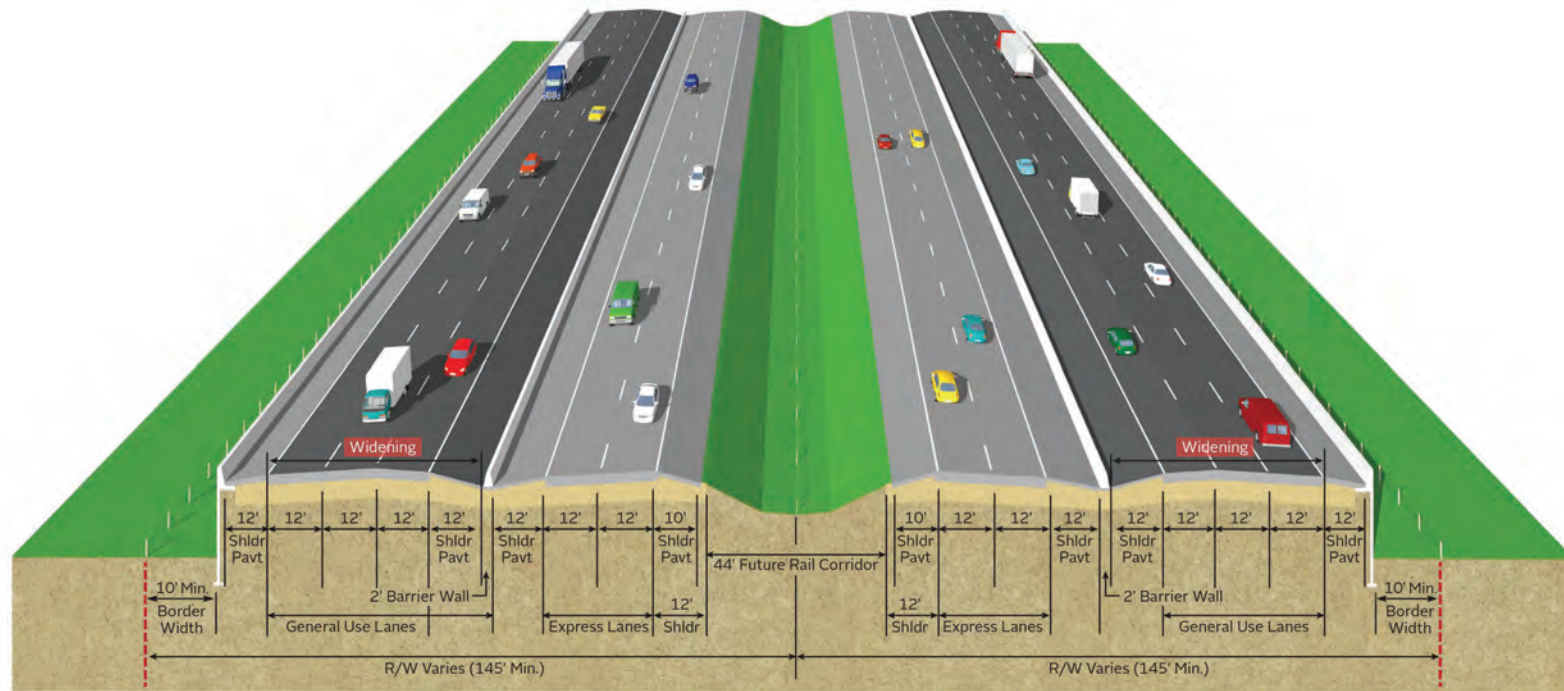 Widening
Widening
12' 12' 12' 12' 12' 12' 12' 12' 10' 10' 12' 12' 12' 12' 12' 12' 12' 12'
Shldr Pavt
Shldr Pavt
Shldr Pavt
Shldr Pavt
44' Future Rail Corridor
Shldr Pavt
Shldr Pavt
Shldr Pavt
Shldr Pavt
10' Min.
Border
Width
2' Barrier Wall
12'
12'
2' Barrier Wall
10' Min.
Border
Width
General Use Lanes
Express Lanes
Shldr
Shldr
Express Lanes
General Use Lanes
R/W Varies (145' Min.)
R/W Varies (145' Min.)